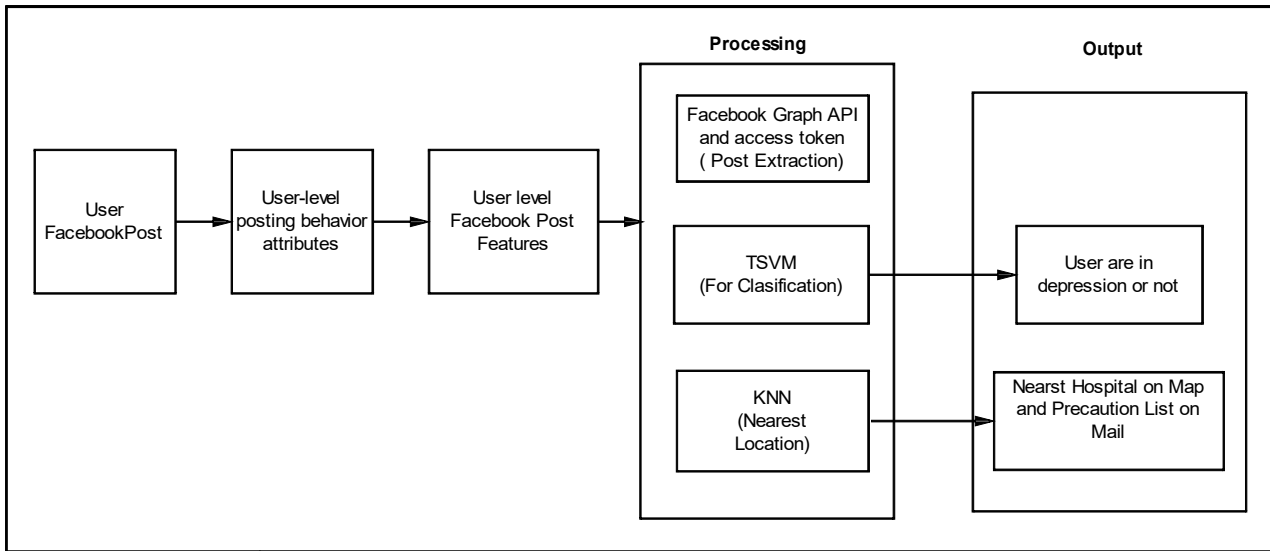 Processing
Output
User
FacebookPost
User-level
posting behavior
attributes
User level
Facebook Post
Features
Facebook Graph API
and access token
( Post Extraction)
TSVM
(For Clasification)
KNN
(Nearest
Location)
User are in
depression or not
Nearst Hospital on Map
and Precaution List on
Mail